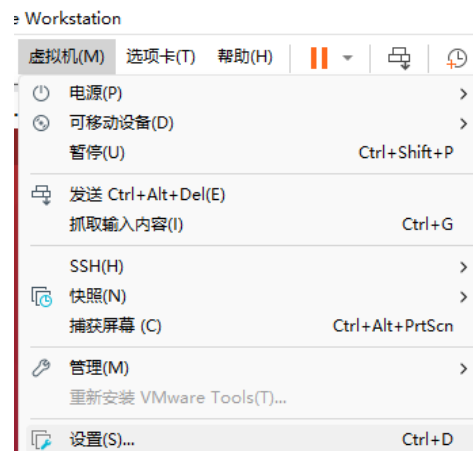 e Workstation
虚拟机(M) 选项卡(T) 帮助(H)
电源(P)
可移动设备(D)
暂停(U) Ctrl+Shift+P
发送 Ctrl+Alt+Del(E)
抓取输入内容(I) Ctrl+G
SSH(H)
快照(N)
捕获屏幕 (C) Ctrl+Alt+PrtScn
管理(M)
重新安装 VMware Tools(T)...
设置(S)... Ctrl+D